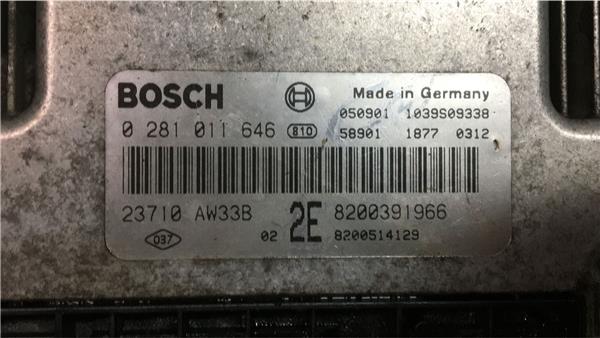 BOSCH Made in Germany
050901 1039S09338
0 281 011 646 810 58901 1877 0312
23710 AW33B 2E 8200391966
037 02 8200514129